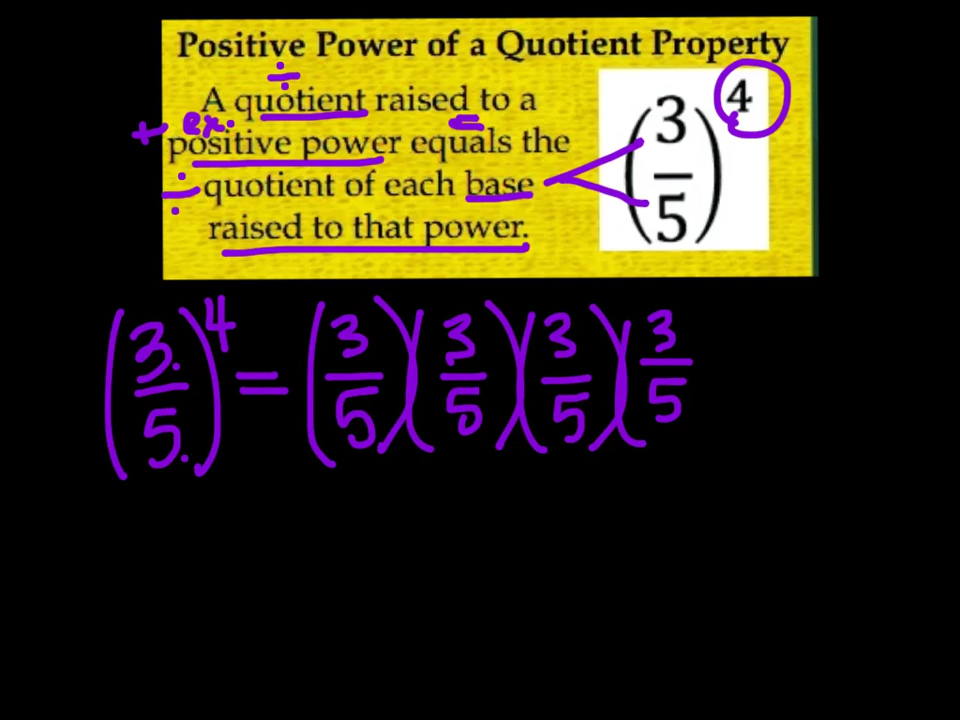 Positive Power of a Quotient Property
÷
A quotient raised to a
+ ex.
positive power equals the
÷ quotient of each base
raised to that power.
(3/5)^4
(3/5)^4 = (3/5)(3/5)(3/5)(3/5